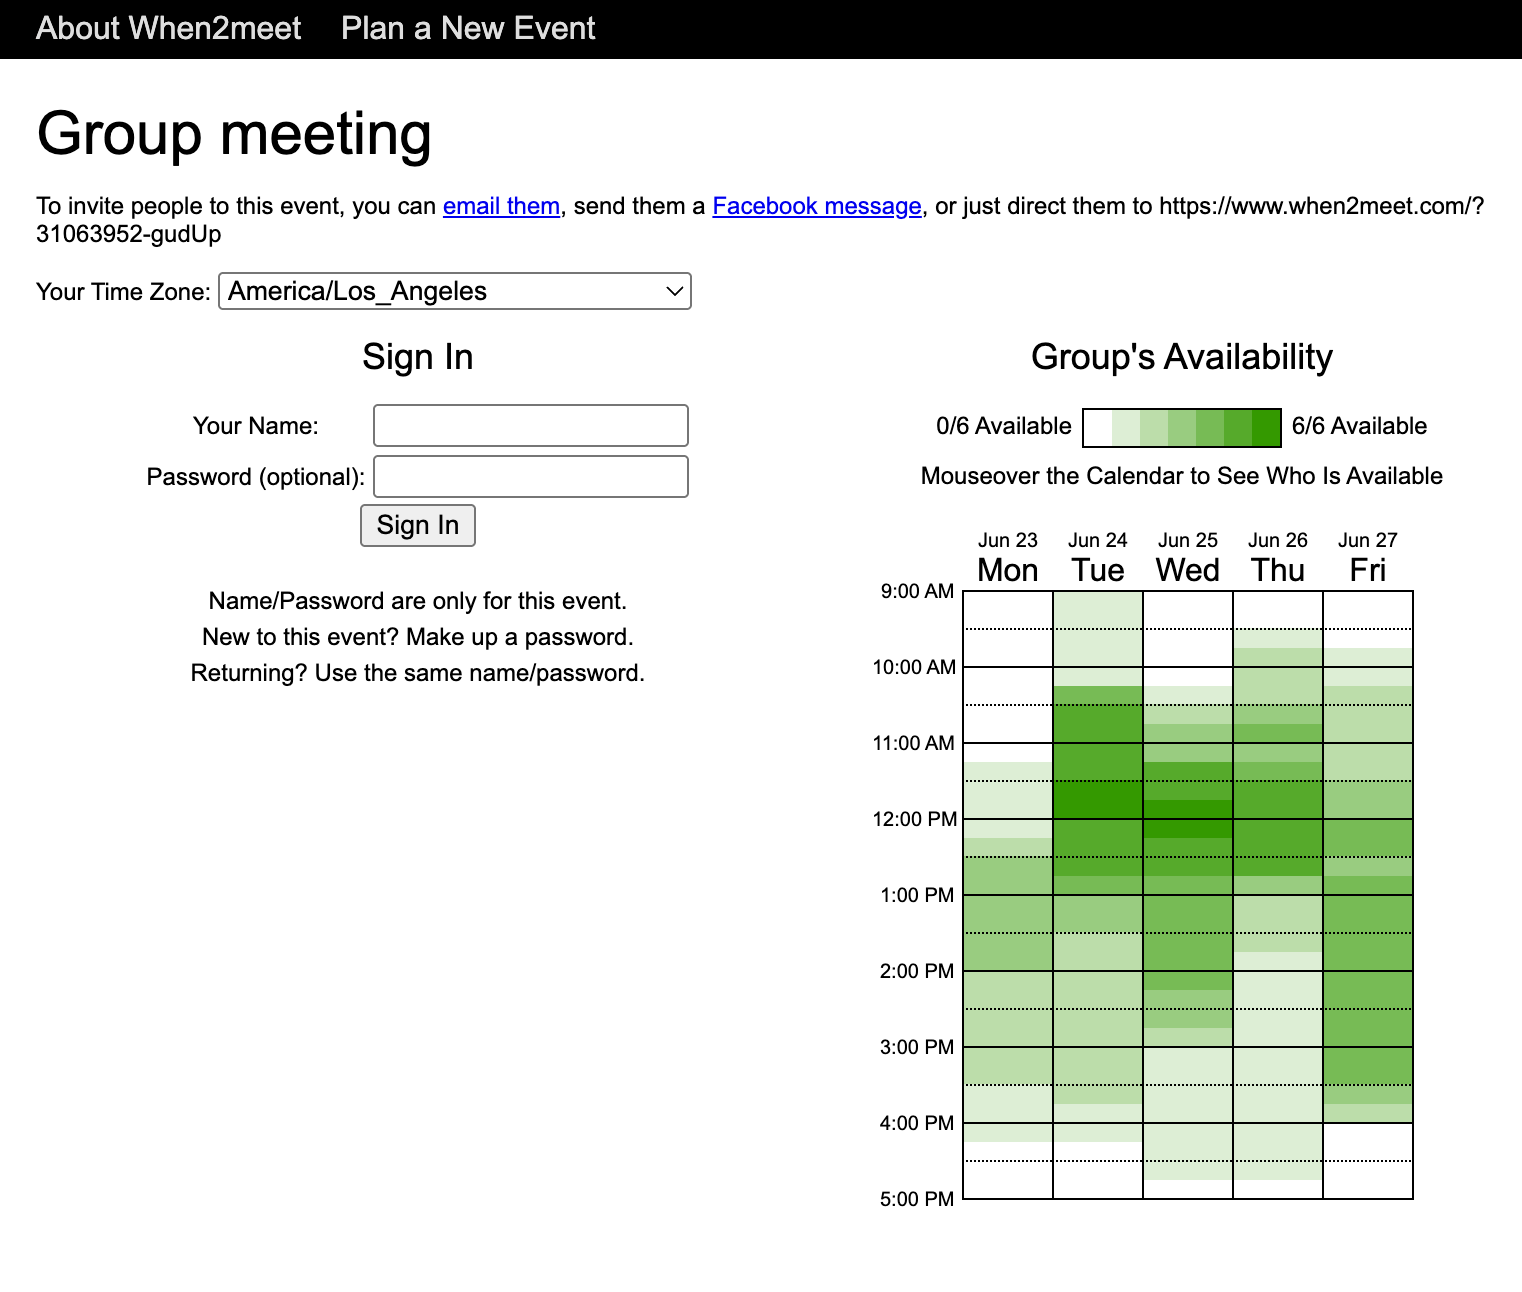 About When2meet Plan a New Event
Group meeting
To invite people to this event, you can email them, send them a Facebook message, or just direct them to https://www.when2meet.com/?
31063952-gudUp
Your Time Zone: America/Los_Angeles
Sign In
Your Name:
Password (optional):
Sign In
Name/Password are only for this event.
New to this event? Make up a password.
Returning? Use the same name/password.
Group's Availability
0/6 Available 6/6 Available
Mouseover the Calendar to See Who Is Available
Jun 23 Jun 24 Jun 25 Jun 26 Jun 27
Mon Tue Wed Thu Fri
9:00 AM
10:00 AM
11:00 AM
12:00 PM
1:00 PM
2:00 PM
3:00 PM
4:00 PM
5:00 PM